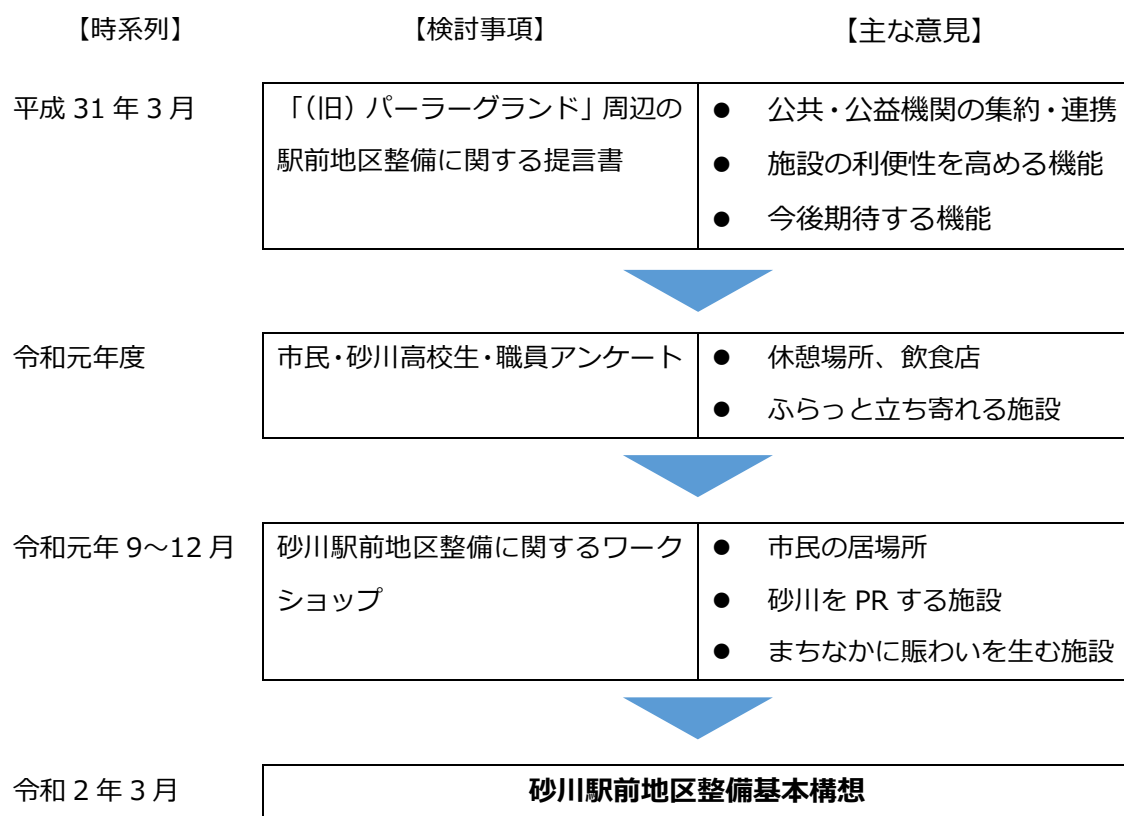 【時系列】 【検討事項】 【主な意見】
平成 31 年 3 月
「(旧) パーラーグランド」周辺の
駅前地区整備に関する提言書
● 公共・公益機関の集約・連携
● 施設の利便性を高める機能
● 今後期待する機能
令和元年度
市民・砂川高校生・職員アンケート
● 休憩場所、飲食店
● ふらっと立ち寄れる施設
令和元年 9～12 月
砂川駅前地区整備に関するワーク
ショップ
● 市民の居場所
● 砂川を PR する施設
● まちなかに賑わいを生む施設
令和 2 年 3 月
砂川駅前地区整備基本構想